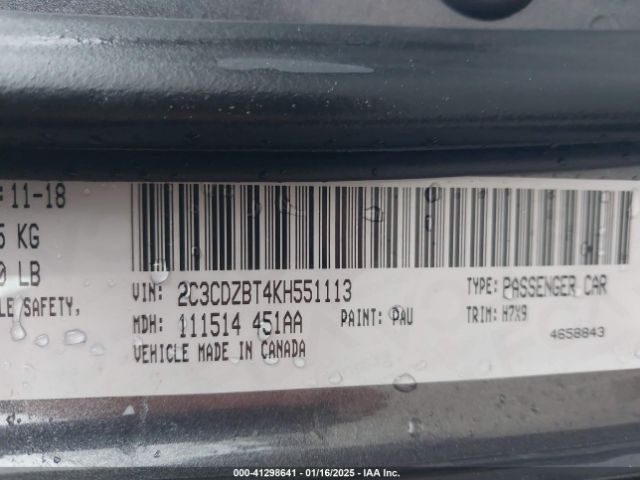 : 11-18
5 KG
0 LB
LE SAFETY,
VIN: 2C3CDZBT4KH551113
TYPE: PASSENGER CAR
MDH: 111514 451AA
PAINT: PAU
TRIM: H7X9
VEHICLE MADE IN CANADA
4658843
000-41298641 | 01/16/2025 | IAA Inc.